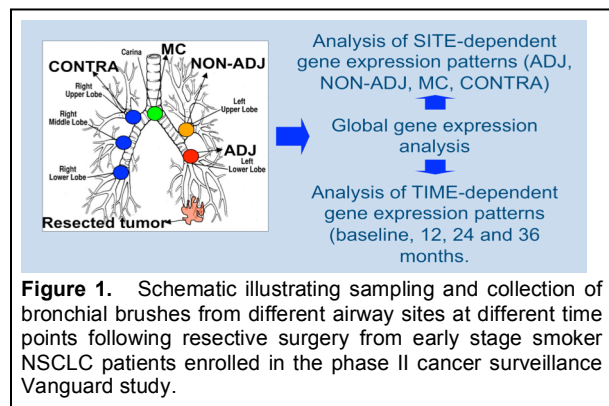 Carina
MC
CONTRA
NON-ADJ
Right
Upper Lobe
Left
Upper Lobe
Right
Middle Lobe
ADJ
Right
Lower Lobe
Left
Lower Lobe
Resected tumor
Analysis of SITE-dependent
gene expression patterns (ADJ,
NON-ADJ, MC, CONTRA)
Global gene expression
analysis
Analysis of TIME-dependent
gene expression patterns
(baseline, 12, 24 and 36
months.
Figure 1. Schematic illustrating sampling and collection of
bronchial brushes from different airway sites at different time
points following resective surgery from early stage smoker
NSCLC patients enrolled in the phase II cancer surveillance
Vanguard study.